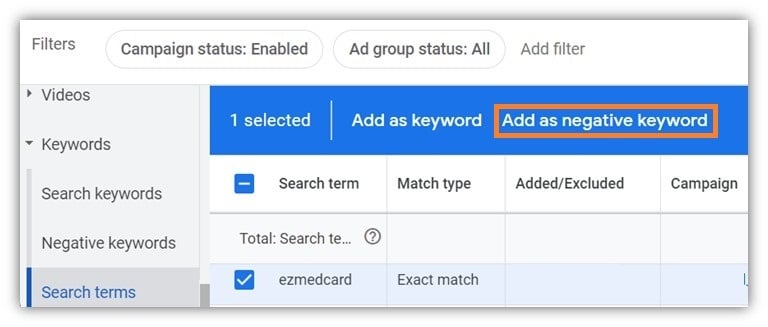 Filters
Campaign status: Enabled
Ad group status: All
Add filter
Videos
Keywords
Search keywords
Negative keywords
Search terms
1 selected
Add as keyword
Add as negative keyword
Search term
Match type
Added/Excluded
Campaign
Total: Search te...
ezmedcard
Exact match